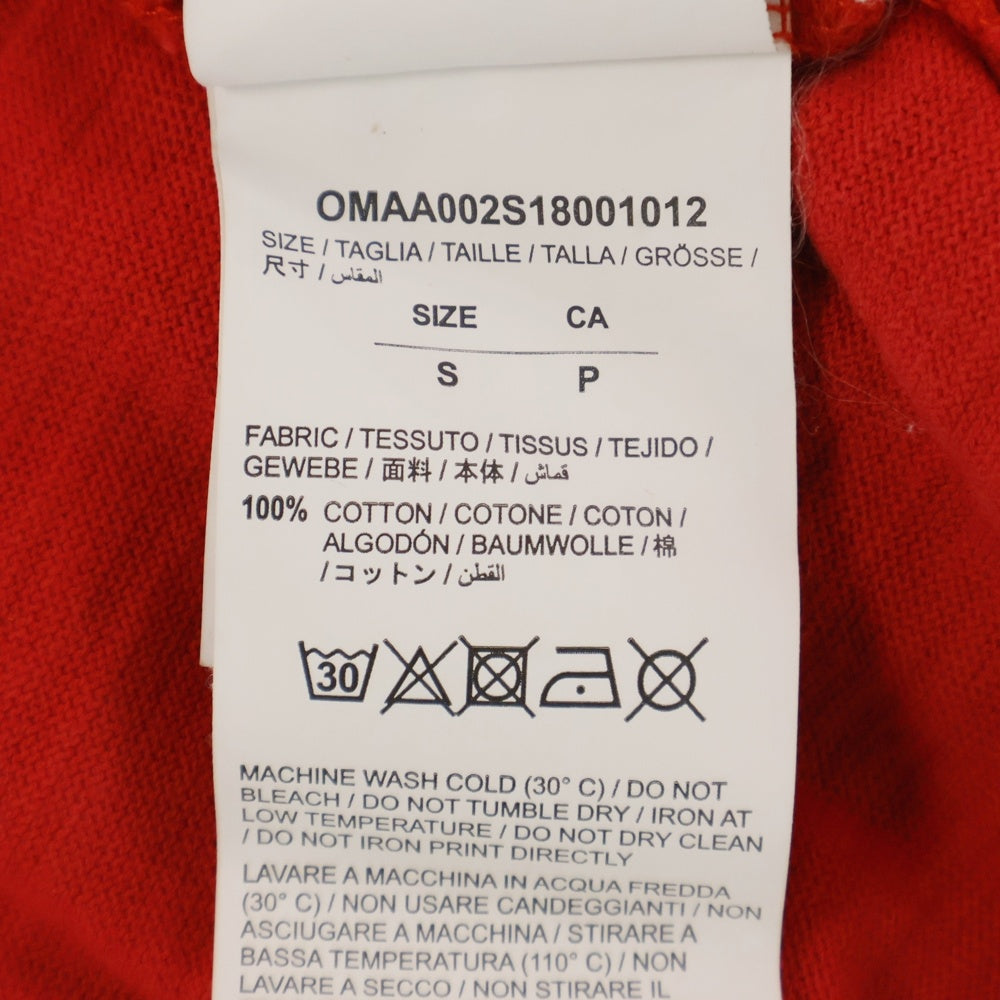 OMAA002S18001012
SIZE / TAGLIA / TAILLE / TALLA / GRÖSSE /
尺寸 / المقاس
SIZE CA
S P
FABRIC / TESSUTO / TISSUS / TEJIDO /
GEWEBE / 面料 / 本体 / قماش
100% COTTON / COTONE / COTON /
ALGODÓN / BAUMWOLLE / 棉
/ コットン / القطن
30
MACHINE WASH COLD (30° C) / DO NOT
BLEACH / DO NOT TUMBLE DRY / IRON AT
LOW TEMPERATURE / DO NOT DRY CLEAN
/ DO NOT IRON PRINT DIRECTLY
LAVARE A MACCHINA IN ACQUA FREDDA
(30° C) / NON USARE CANDEGGIANTI / NON
ASCIUGARE A MACCHINA / STIRARE A
BASSA TEMPERATURA (110° C) / NON
LAVARE A SECCO / NON STIRARE IL